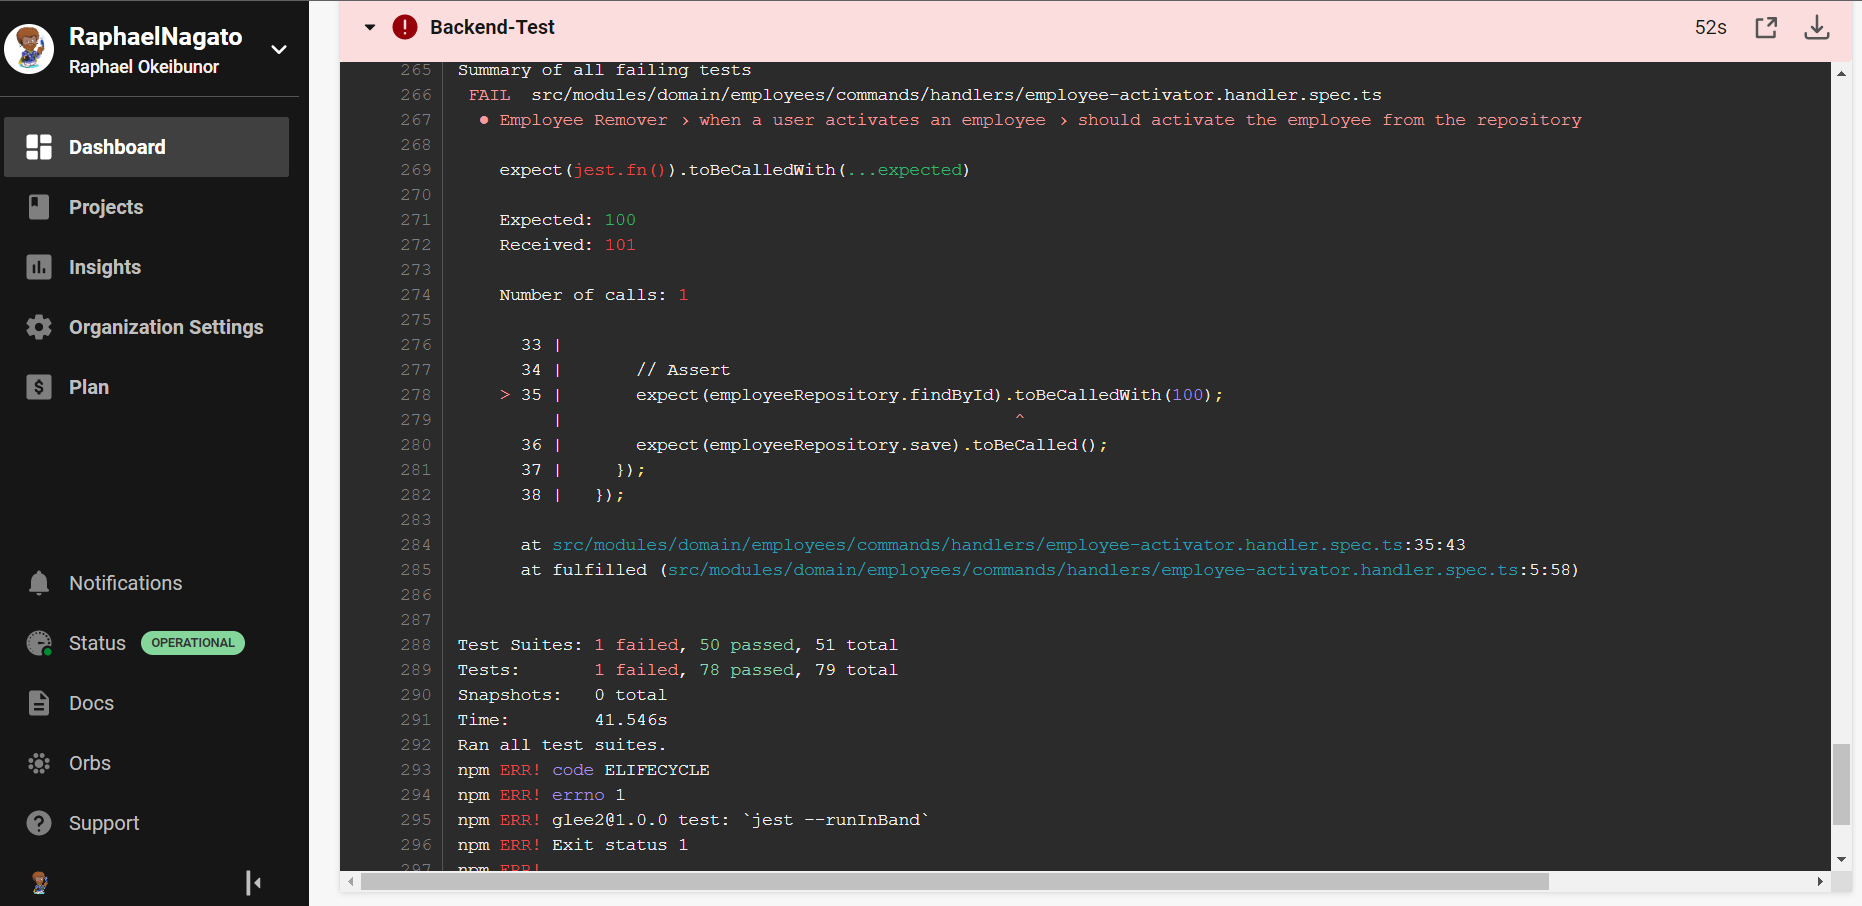 RaphaelNagato
Raphael Okeibunor
Dashboard
Projects
Insights
Organization Settings
$ Plan
Notifications
Status OPERATIONAL
Docs
Orbs
? Support
! Backend-Test 52s
265 Summary of all failing tests
266 FAIL src/modules/domain/employees/commands/handlers/employee-activator.handler.spec.ts
267 ● Employee Remover › when a user activates an employee › should activate the employee from the repository
268
269 expect(jest.fn()).toBeCalledWith(...expected)
270
271 Expected: 100
272 Received: 101
273
274 Number of calls: 1
275
276 33 |
277 34 | // Assert
278 > 35 | expect(employeeRepository.findById).toBeCalledWith(100);
279 | ^
280 36 | expect(employeeRepository.save).toBeCalled();
281 37 | });
282 38 | });
283
284 at src/modules/domain/employees/commands/handlers/employee-activator.handler.spec.ts:35:43
285 at fulfilled (src/modules/domain/employees/commands/handlers/employee-activator.handler.spec.ts:5:58)
286
287
288 Test Suites: 1 failed, 50 passed, 51 total
289 Tests: 1 failed, 78 passed, 79 total
290 Snapshots: 0 total
291 Time: 41.546s
292 Ran all test suites.
293 npm ERR! code ELIFECYCLE
294 npm ERR! errno 1
295 npm ERR! glee2@1.0.0 test: `jest --runInBand`
296 npm ERR! Exit status 1
297 npm ERR!